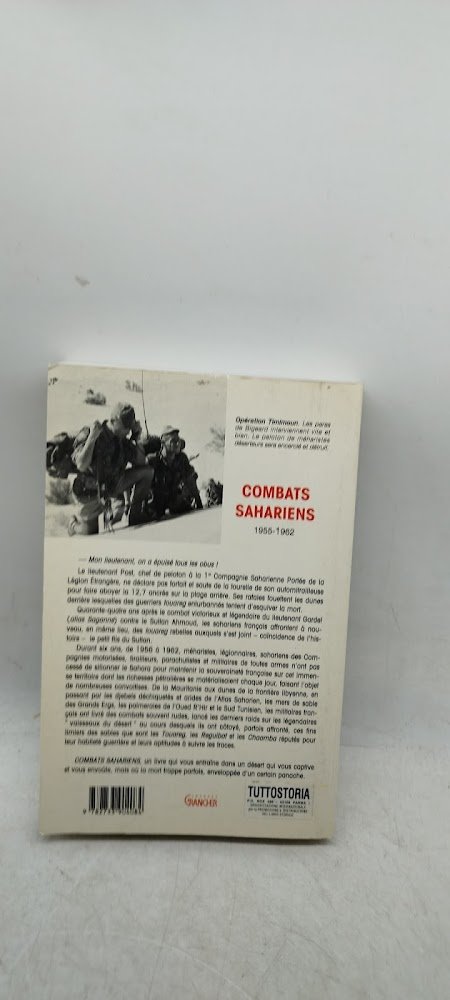 Opération Timimoun. Les paras
de Bigeard interviennent vite et
bien. Le peloton de méharistes
déserteurs sera encerclé et détruit.
COMBATS
SAHARIENS
1955-1962
— Mon lieutenant, on a épuisé tous les obus !
Le lieutenant Post, chef de peloton à la 1re Compagnie Saharienne Portée de la
Légion Étrangère, ne déclare pas forfait et saute de la tourelle de son automitrailleuse
pour faire aboyer la 12,7 ancrée sur la plage arrière. Ses rafales fouettent les dunes
derrière lesquelles des guerriers touareg enturbannés tentent d'esquiver la mort.
Quarante-quatre ans après le combat victorieux et légendaire du lieutenant Gardel
(alias Saganne) contre le Sultan Ahmoud, les sahariens français affrontent à nou-
veau, en même lieu, des touareg rebelles auxquels s'est joint – coïncidence de l'his-
toire – le petit fils du Sultan.
Durant six ans, de 1956 à 1962, méharistes, légionnaires, sahariens des Com-
pagnies motorisées, tirailleurs, parachutistes et militaires de toutes armes n'ont pas
cessé de sillonner le Sahara pour maintenir la souveraineté française sur cet immen-
se territoire dont les richesses pétrolières se matérialisaient chaque jour, faisant l'objet
de nombreuses convoitises. De la Mauritanie aux dunes de la frontière libyenne, en
passant par les djebels déchiquetés et arides de l'Atlas Saharien, les mers de sable
des Grands Ergs, les palmeraies de l'Oued R'Hir et le Sud Tunisien, les militaires fran-
çais ont livré des combats souvent rudes, lancé les derniers raids sur les légendaires
" vaisseaux du désert " au cours desquels ils ont côtoyé, parfois affronté, ces fins
limiers des sables que sont les Touareg, les Reguibat et les Chaamba réputés pour
leur habileté guerrière et leurs aptitudes à suivre les traces.
COMBATS SAHARIENS, un livre qui vous entraîne dans un désert qui vous captive
et vous envoûte, mais où la mort frappe parfois, enveloppée d'un certain panache.
GRANCHER
TUTTOSTORIA